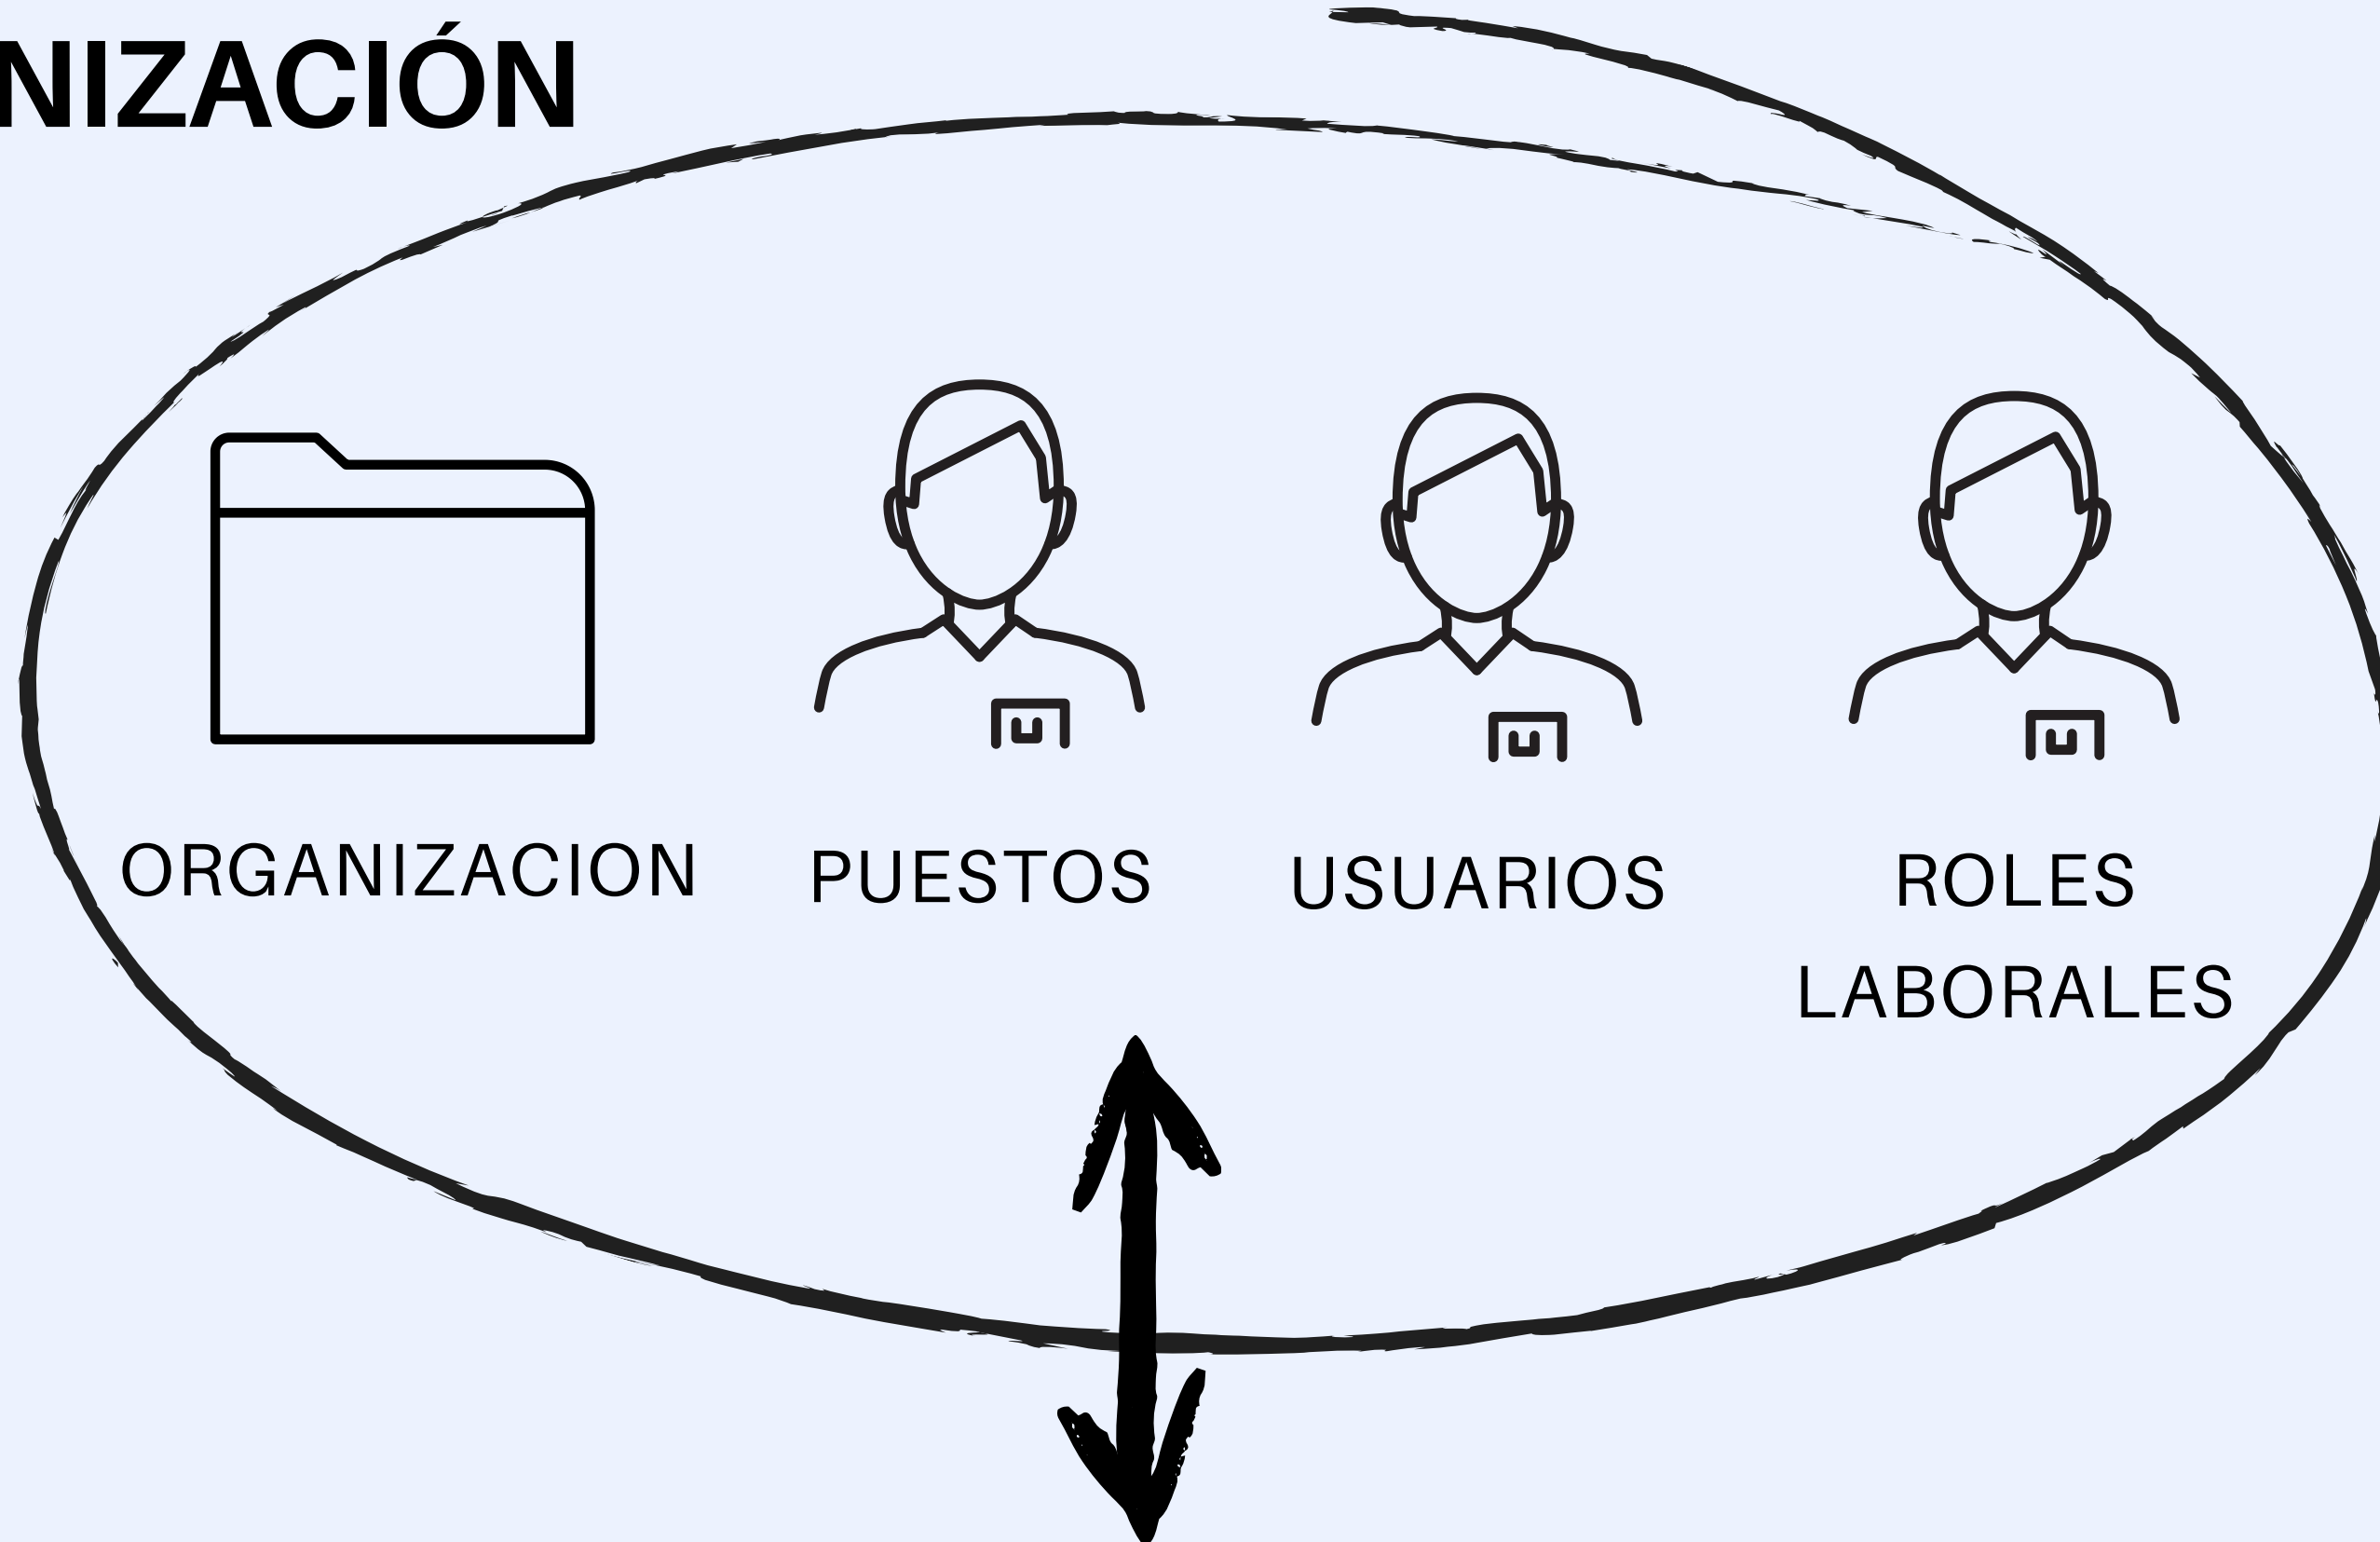 NIZACIÓN
ORGANIZACION
PUESTOS
USUARIOS
ROLES
LABORALES